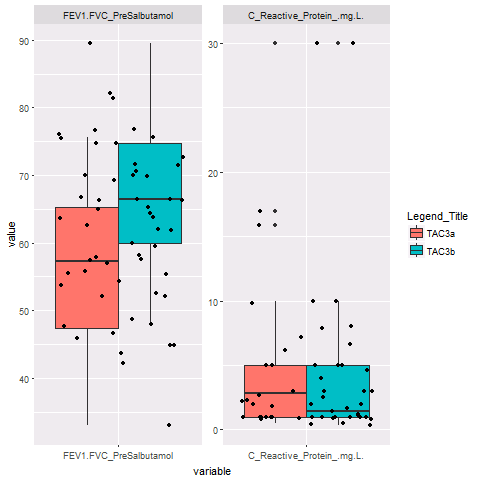 FEV1.FVC_PreSalbutamol
C_Reactive_Protein_.mg.L.
90
80
70
60
50
40
30
20
10
0
value
FEV1.FVC_PreSalbutamol
C_Reactive_Protein_.mg.L.
variable
Legend_Title
TAC3a
TAC3b